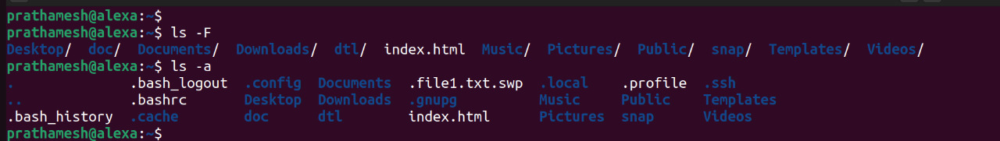 prathamesh@alexa:~$
prathamesh@alexa:~$ ls -F
Desktop/  doc/  Documents/  Downloads/  dtl/  index.html  Music/  Pictures/  Public/  snap/  Templates/  Videos/
prathamesh@alexa:~$ ls -a
.              .bash_logout  .config  Documents  .file1.txt.swp  .local    .profile  .ssh
..             .bashrc       Desktop  Downloads  .gnupg          Music     Public    Templates
.bash_history  .cache        doc      dtl        index.html      Pictures  snap      Videos
prathamesh@alexa:~$